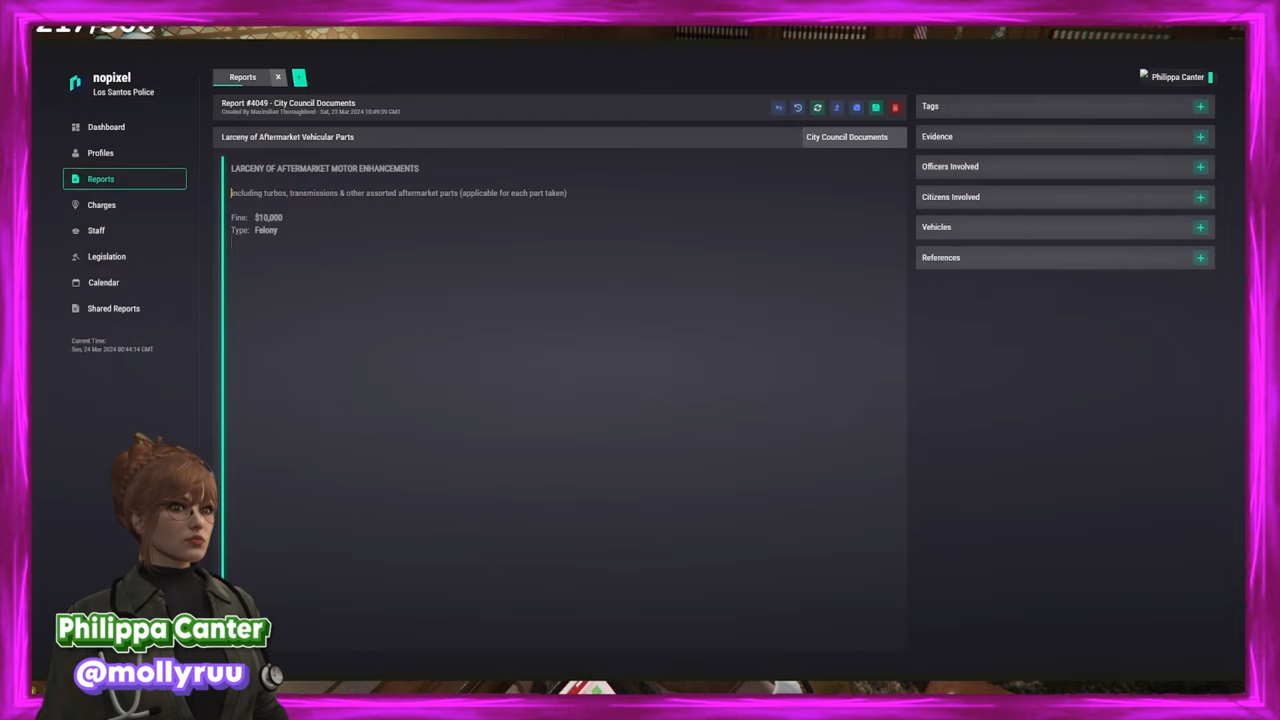 217/300
nopixel
Los Santos Police
Dashboard
Profiles
Reports
Charges
Staff
Legislation
Calendar
Shared Reports
Current Time:
Sun, 24 Mar 2024 00:44:14 GMT
Reports X +
Report #4049 - City Council Documents
Created By Maximilian Thoroughbred - Sat, 23 Mar 2024 10:49:39 GMT
Larceny of Aftermarket Vehicular Parts
City Council Documents
LARCENY OF AFTERMARKET MOTOR ENHANCEMENTS
Including turbos, transmissions & other assorted aftermarket parts (applicable for each part taken)
Fine: $10,000
Type: Felony
Philippa Canter
Tags +
Evidence +
Officers Involved +
Citizens Involved +
Vehicles +
References +
Philippa Canter
@mollyruu